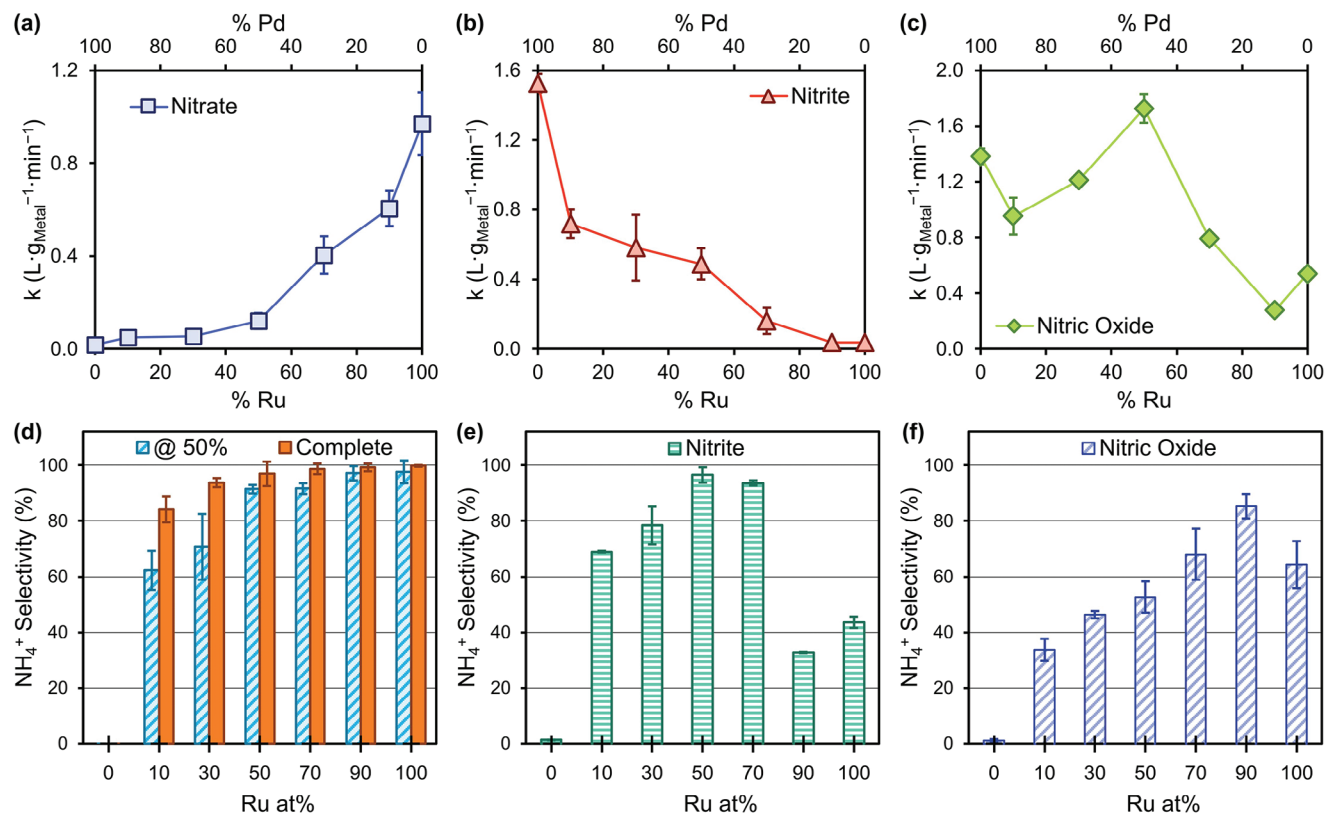 (a)
% Pd
100 80 60 40 20 0
1.2
0.8
0.4
0.0
k (L·g_Metal⁻¹·min⁻¹)
Nitrate
0 20 40 60 80 100
% Ru
(b)
% Pd
100 80 60 40 20 0
1.6
1.2
0.8
0.4
0.0
k (L·g_Metal⁻¹·min⁻¹)
Nitrite
0 20 40 60 80 100
% Ru
(c)
% Pd
100 80 60 40 20 0
2.0
1.6
1.2
0.8
0.4
0.0
k (L·g_Metal⁻¹·min⁻¹)
Nitric Oxide
0 20 40 60 80 100
% Ru
(d)
@ 50% Complete
100
80
60
40
20
0
NH₄⁺ Selectivity (%)
0 10 30 50 70 90 100
Ru at%
(e)
Nitrite
100
80
60
40
20
0
NH₄⁺ Selectivity (%)
0 10 30 50 70 90 100
Ru at%
(f)
Nitric Oxide
100
80
60
40
20
0
NH₄⁺ Selectivity (%)
0 10 30 50 70 90 100
Ru at%